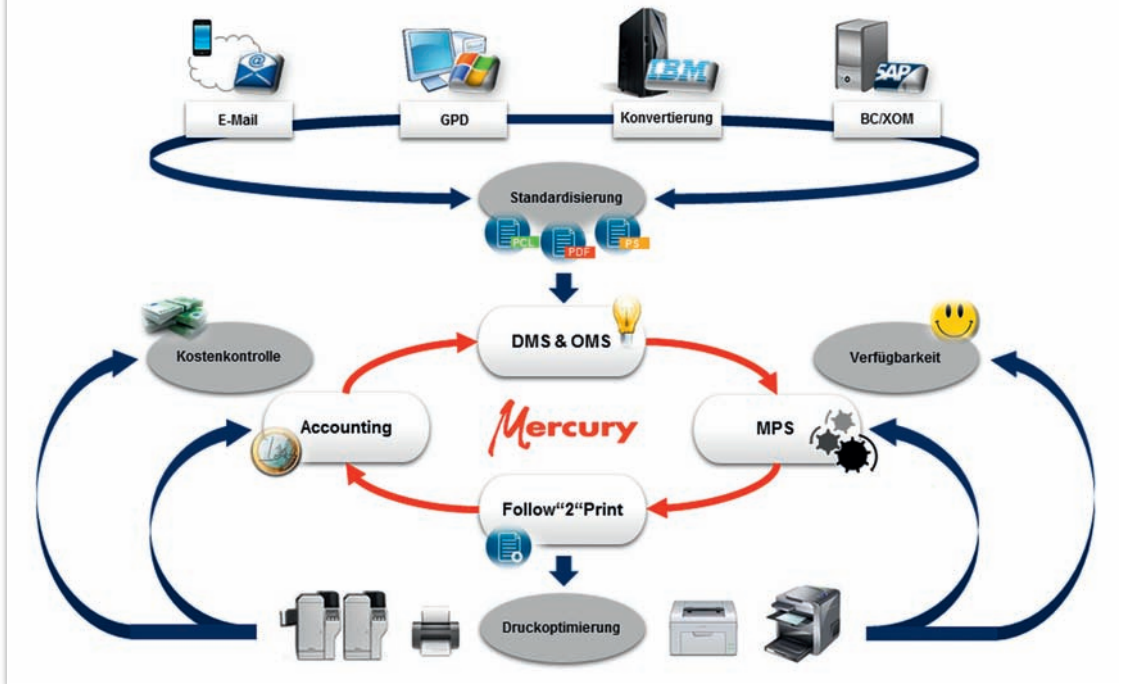 @
IBM
SAP
E-Mail
GPD
Konvertierung
BC/XOM
Standardisierung
PCL
PDF
PS
DMS & OMS
Kostenkontrolle
Verfügbarkeit
Accounting
Mercury
MPS
1
Follow“2“Print
Druckoptimierung